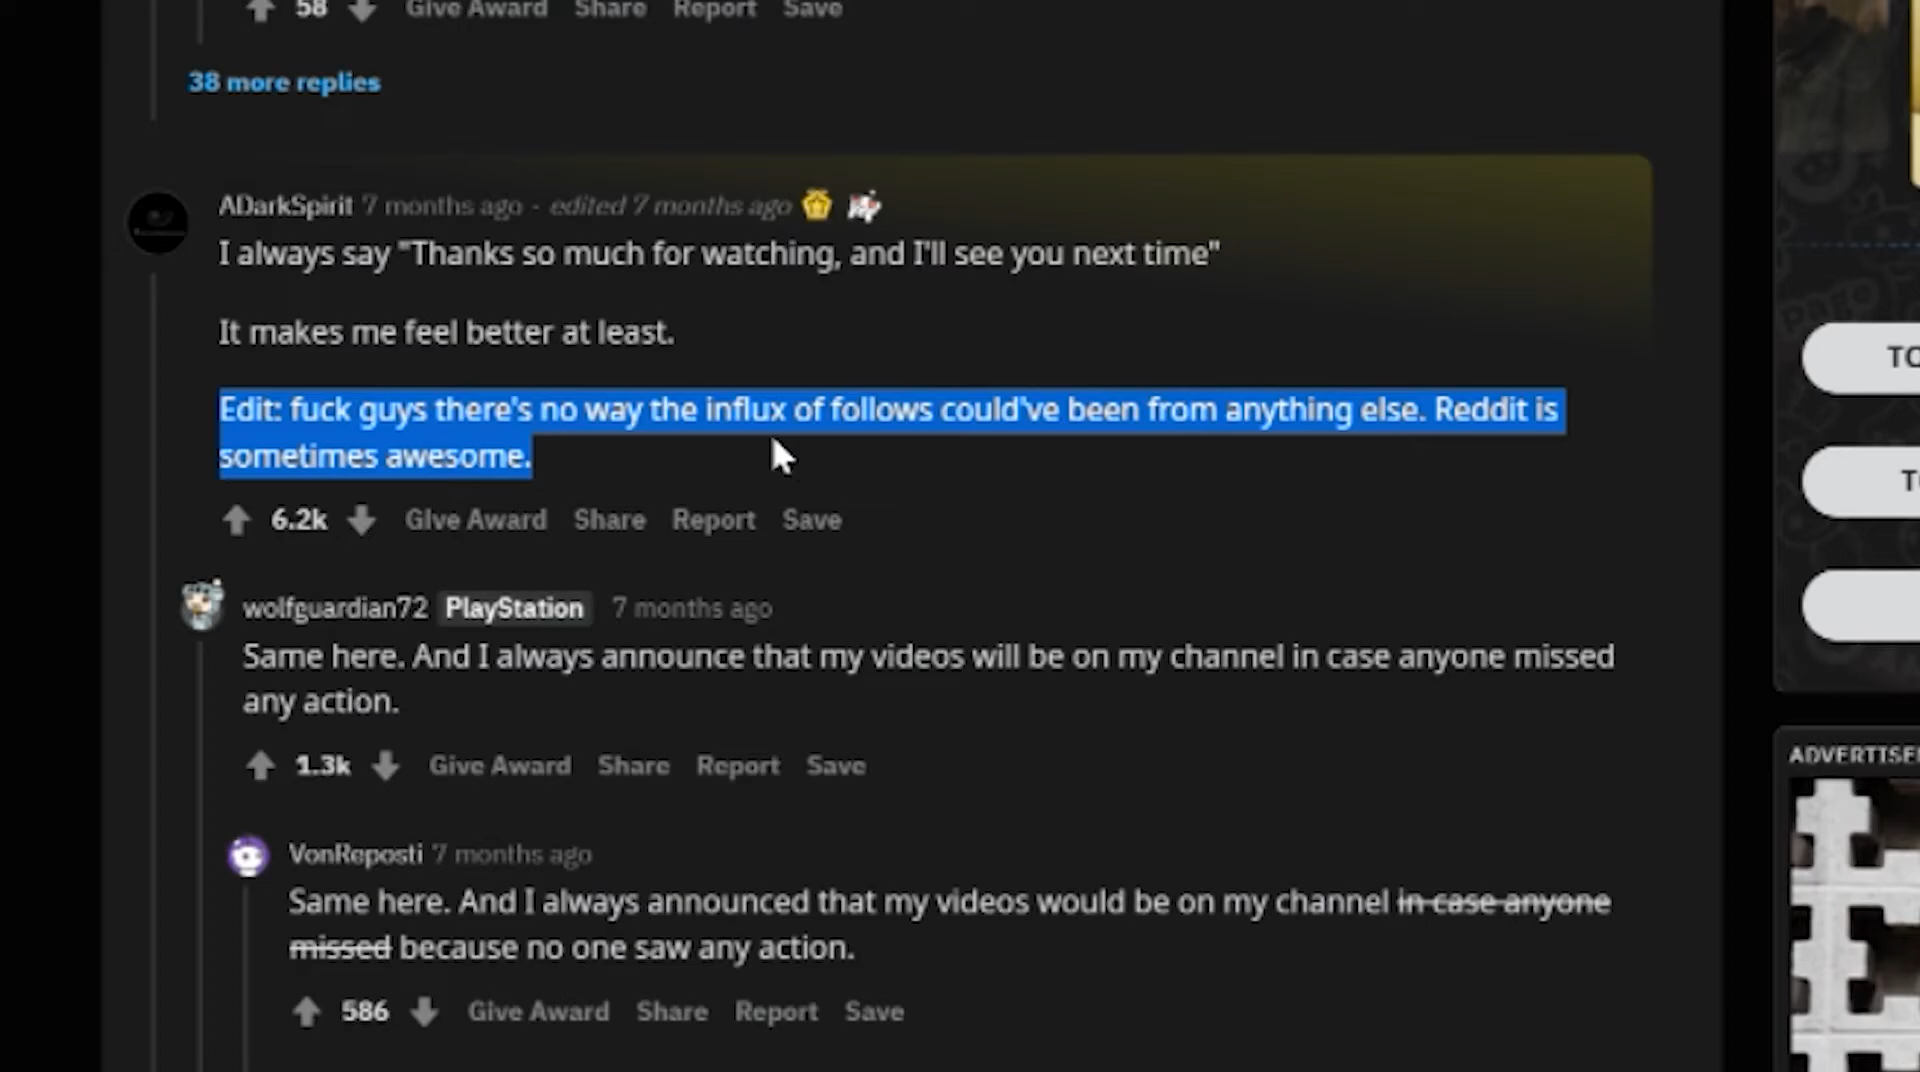 58 Give Award Share Report Save
38 more replies
ADarkSpirit 7 months ago · edited 7 months ago
I always say "Thanks so much for watching, and I'll see you next time"
It makes me feel better at least.
Edit: fuck guys there's no way the influx of follows could've been from anything else. Reddit is
sometimes awesome.
6.2k Give Award Share Report Save
wolfguardian72 PlayStation 7 months ago
Same here. And I always announce that my videos will be on my channel in case anyone missed
any action.
1.3k Give Award Share Report Save
VonReposti 7 months ago
Same here. And I always announced that my videos would be on my channel in case anyone
missed because no one saw any action.
586 Give Award Share Report Save